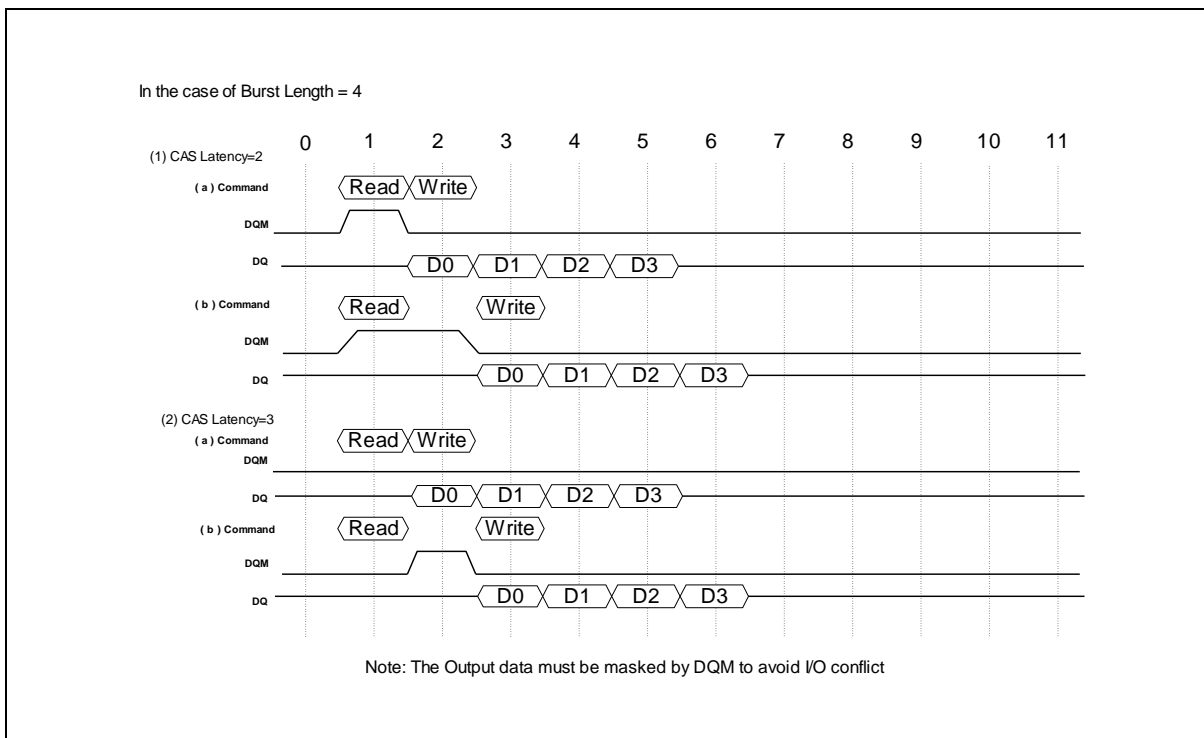 In the case of Burst Length = 4
0 1 2 3 4 5 6 7 8 9 10 11
(1) CAS Latency=2
( a ) Command Read Write
DQM
DQ D0 D1 D2 D3
( b ) Command Read Write
DQM
DQ D0 D1 D2 D3
(2) CAS Latency=3
( a ) Command Read Write
DQM
DQ D0 D1 D2 D3
( b ) Command Read Write
DQM
DQ D0 D1 D2 D3
Note: The Output data must be masked by DQM to avoid I/O conflict